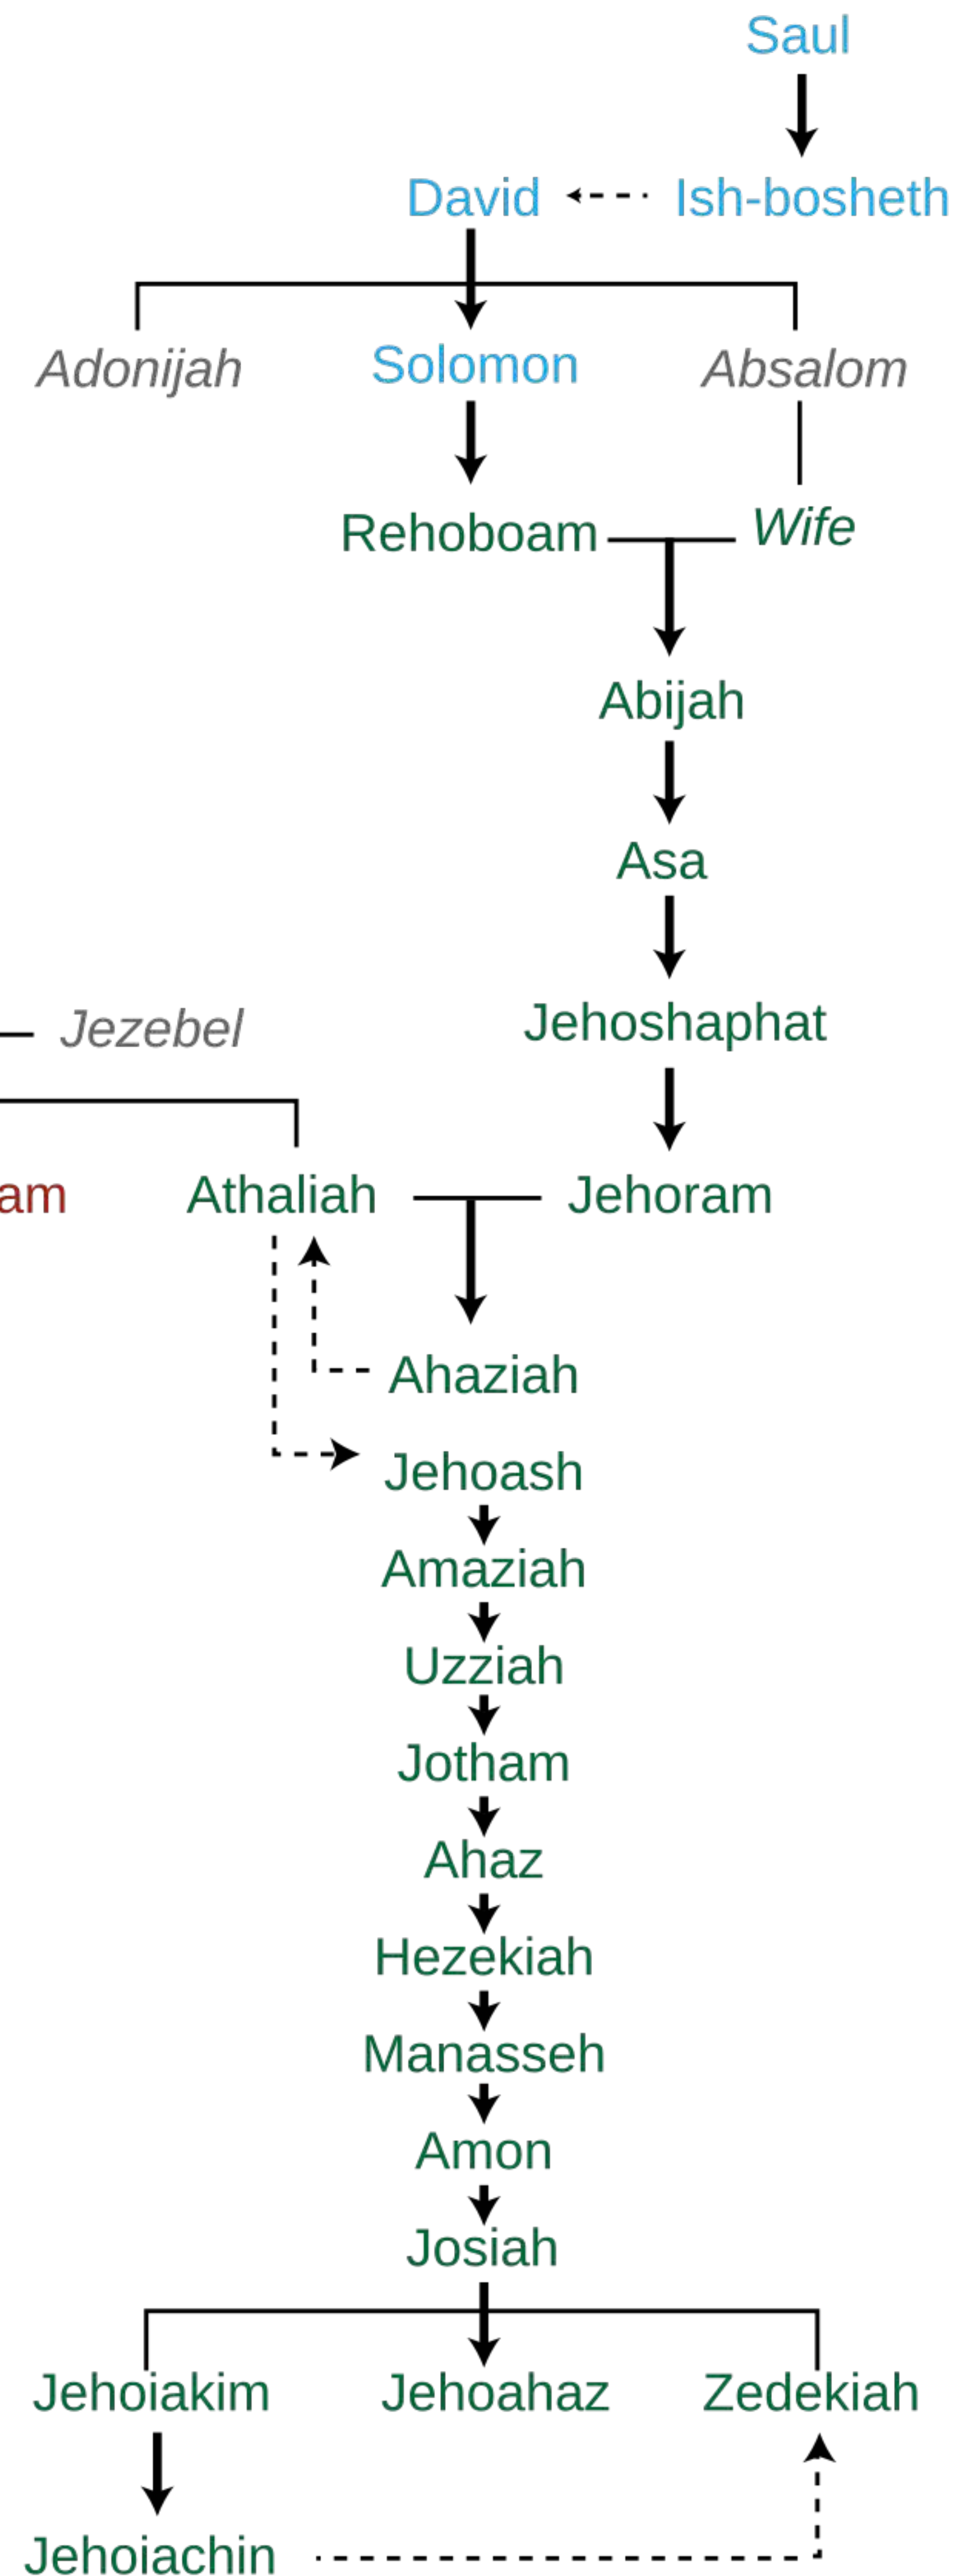 Saul
David Ish-bosheth
Adonijah Solomon Absalom
Rehoboam Wife
Abijah
Asa
Jehoshaphat
Jezebel
am Athaliah Jehoram
Ahaziah
Jehoash
Amaziah
Uzziah
Jotham
Ahaz
Hezekiah
Manasseh
Amon
Josiah
Jehoiakim Jehoahaz Zedekiah
Jehoiachin